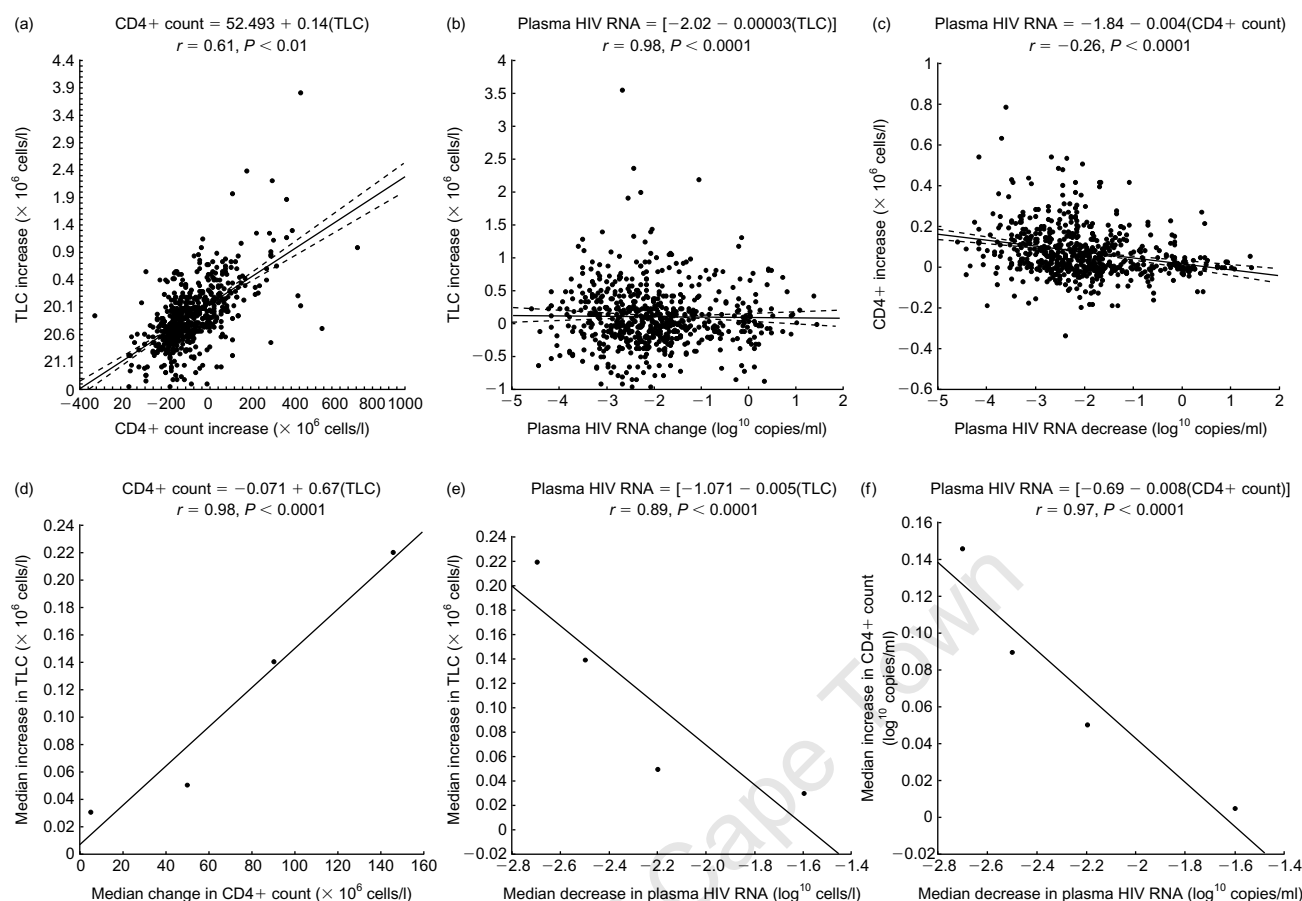 (a)
CD4+ count = 52.493 + 0.14(TLC)
r = 0.61, P < 0.01
TLC increase (× 10⁶ cells/l)
4.4
3.9
3.4
2.9
2.4
1.9
1.4
0.9
0.4
20.1
20.6
21.1
0
−400 20 −200 0 200 400 600 800 1000
CD4+ count increase (× 10⁶ cells/l)
(b)
Plasma HIV RNA = [−2.02 − 0.00003(TLC)]
r = 0.98, P < 0.0001
TLC increase (× 10⁶ cells/l)
4
3.5
3
2.5
2
1.5
1
0.5
0
−0.5
−1
−5 −4 −3 −2 −1 0 1 2
Plasma HIV RNA change (log¹⁰ copies/ml)
(c)
Plasma HIV RNA = −1.84 − 0.004(CD4+ count)
r = −0.26, P < 0.0001
CD4+ increase (× 10⁶ cells/l)
1
0.8
0.6
0.4
0.2
0
−0.2
−0.4
−0.6
−5 −4 −3 −2 −1 0 1 2
Plasma HIV RNA decrease (log¹⁰ copies/ml)
(d)
CD4+ count = −0.071 + 0.67(TLC)
r = 0.98, P < 0.0001
Median increase in TLC (× 10⁶ cells/l)
0.24
0.22
0.20
0.18
0.16
0.14
0.12
0.10
0.08
0.06
0.04
0.02
0
0 20 40 60 80 100 120 140 160
Median change in CD4+ count (× 10⁶ cells/l)
(e)
Plasma HIV RNA = [−1.071 − 0.005(TLC)
r = 0.89, P < 0.0001
Median increase in TLC (× 10⁶ cells/l)
0.24
0.22
0.20
0.18
0.16
0.14
0.12
0.10
0.08
0.06
0.04
0.02
0
−0.02
−2.8 −2.6 −2.4 −2.2 −2.0 −1.8 −1.6 −1.4
Median decrease in plasma HIV RNA (log¹⁰ cells/l)
(f)
Plasma HIV RNA = [−0.69 − 0.008(CD4+ count)]
r = 0.97, P < 0.0001
Median increase in CD4+ count
(log¹⁰ copies/ml)
0.16
0.14
0.12
0.10
0.08
0.06
0.04
0.02
0
−0.02
−2.8 −2.6 −2.4 −2.2 −2.0 −1.8 −1.6 −1.4
Median decrease in plasma HIV RNA (log¹⁰ copies/ml)
Cape Town